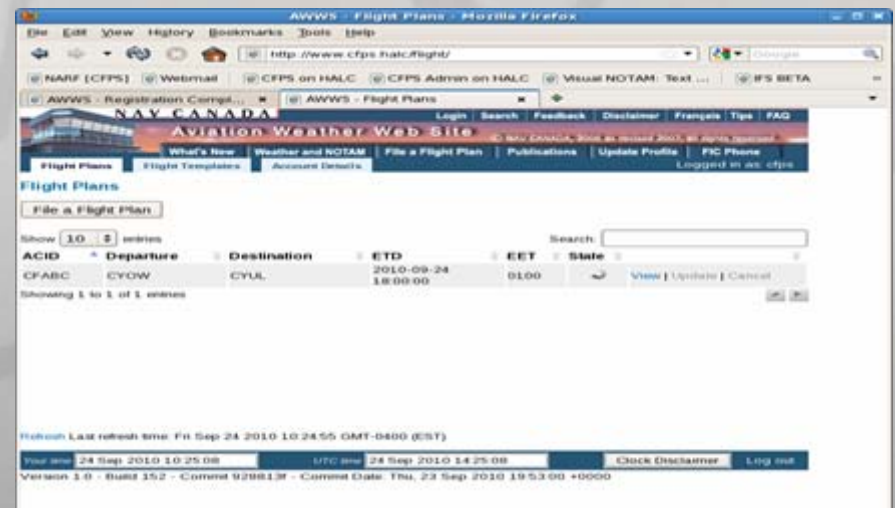 AWWS - Flight Plans - Mozilla Firefox
File Edit View History Bookmarks Tools Help
http://www.cfps.halc/flight/ Google
NARF (CFPS) Webmail CFPS on HALC CFPS Admin on HALC Visual NOTAM: Text ... IFS BETA
AWWS - Registration Compl... AWWS - Flight Plans
NAV CANADA Login Search Feedback Disclaimer Français Tips FAQ
Aviation Weather Web Site
What's New Weather and NOTAM File a Flight Plan Publications Update Profile FIC Phone
Flight Plans Flight Templates Account Details Logged in as: cfps
Flight Plans
File a Flight Plan
Show 10 entries Search:
ACID Departure Destination ETD EET State
CFABC CYOW CYUL 2010-09-24 18:00:00 0100 View | Update | Cancel
Showing 1 to 1 of 1 entries
Refresh Last refresh time: Fri Sep 24 2010 10:24:55 GMT-0400 (EST)
Your time 24 Sep 2010 10:25:08 UTC time 24 Sep 2010 14:25:08 Clock Disclaimer Log out
Version 1.0 - Build 152 - Commit 928613f - Commit Date: Thu, 23 Sep 2010 19:53:00 +0000